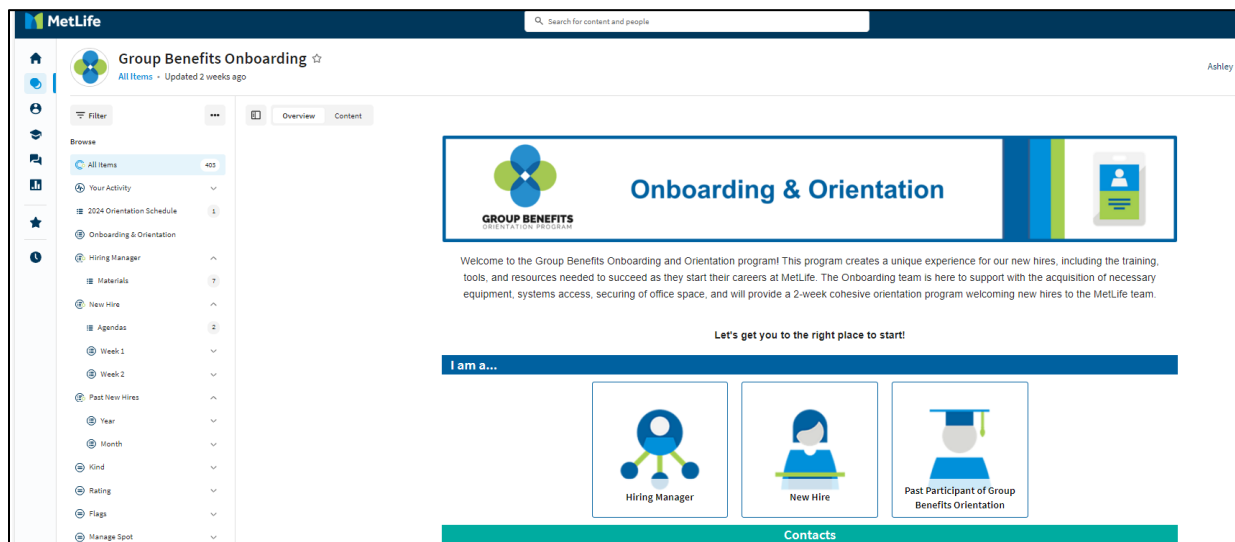 MetLife
Search for content and people
Group Benefits Onboarding
All Items • Updated 2 weeks ago
Ashley
Filter
Overview Content
Browse
All Items 403
Your Activity
2024 Orientation Schedule 1
Onboarding & Orientation
Hiring Manager
Materials 7
New Hire
Agendas 2
Week 1
Week 2
Past New Hires
Year
Month
Kind
Rating
Flags
Manage Spot
GROUP BENEFITS
ORIENTATION PROGRAM
Onboarding & Orientation
Welcome to the Group Benefits Onboarding and Orientation program! This program creates a unique experience for our new hires, including the training,
tools, and resources needed to succeed as they start their careers at MetLife. The Onboarding team is here to support with the acquisition of necessary
equipment, systems access, securing of office space, and will provide a 2-week cohesive orientation program welcoming new hires to the MetLife team.
Let's get you to the right place to start!
I am a...
Hiring Manager
New Hire
Past Participant of Group
Benefits Orientation
Contacts